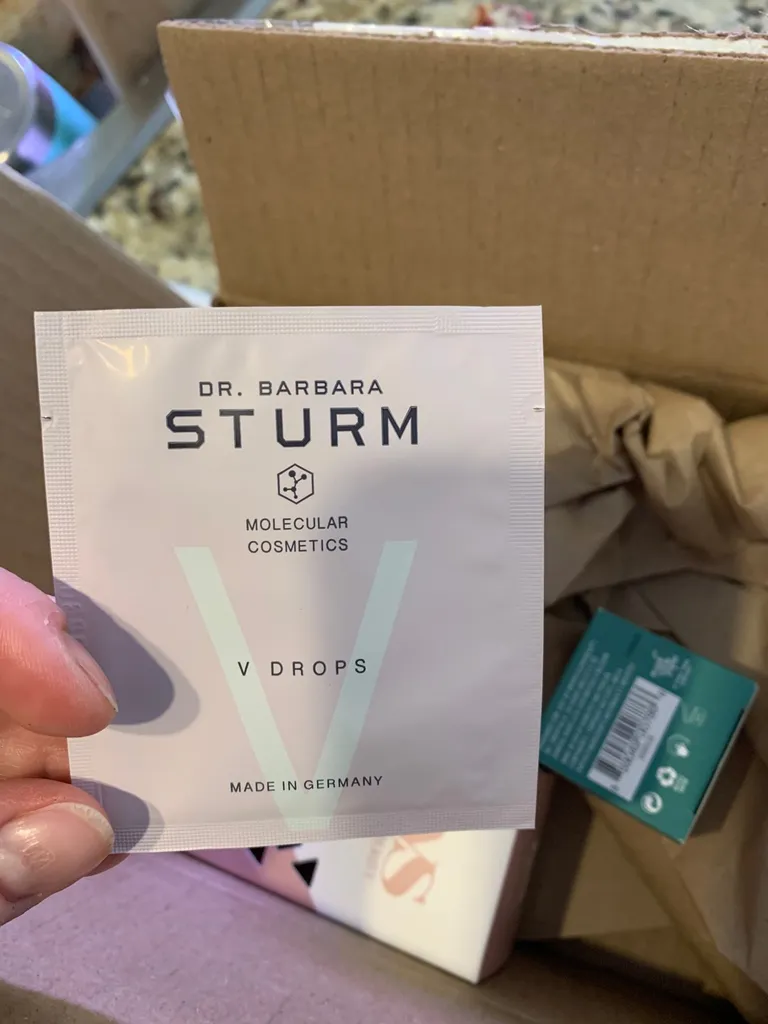 DR. BARBARA
STURM
MOLECULAR
COSMETICS
V
V DROPS
MADE IN GERMANY